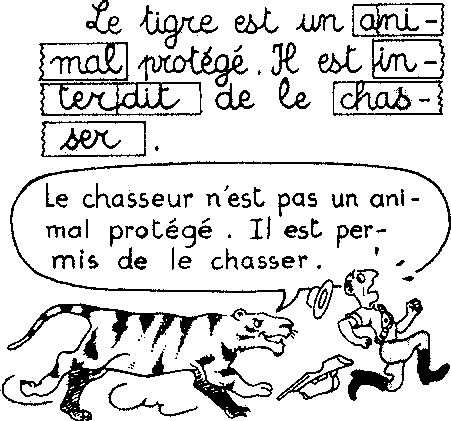 Le tigre est un ani-
mal protégé. Il est in-
terdit de le chas-
ser.
Le chasseur n'est pas un ani-
mal protégé. Il est per-
mis de le chasser.